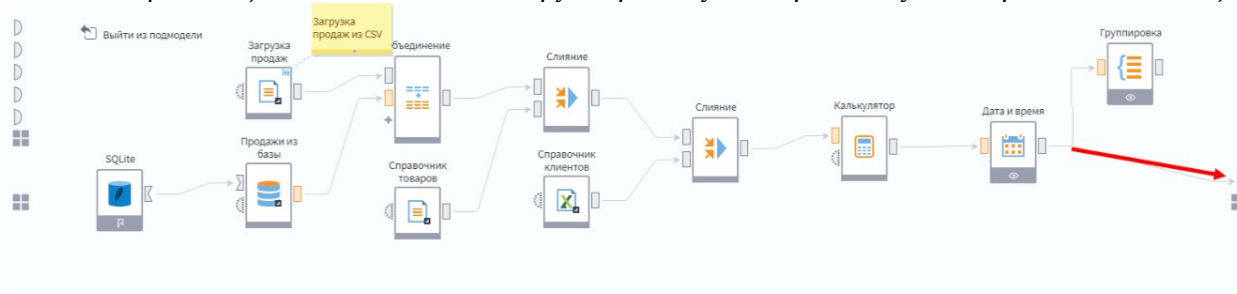 Выйти из подмодели
Загрузка
продаж из CSV
Загрузка
продаж
бъединение
Слияние
Группировка
SQLite
Продажи из
базы
Справочник
товаров
Справочник
клиентов
Слияние
Калькулятор
Дата и время